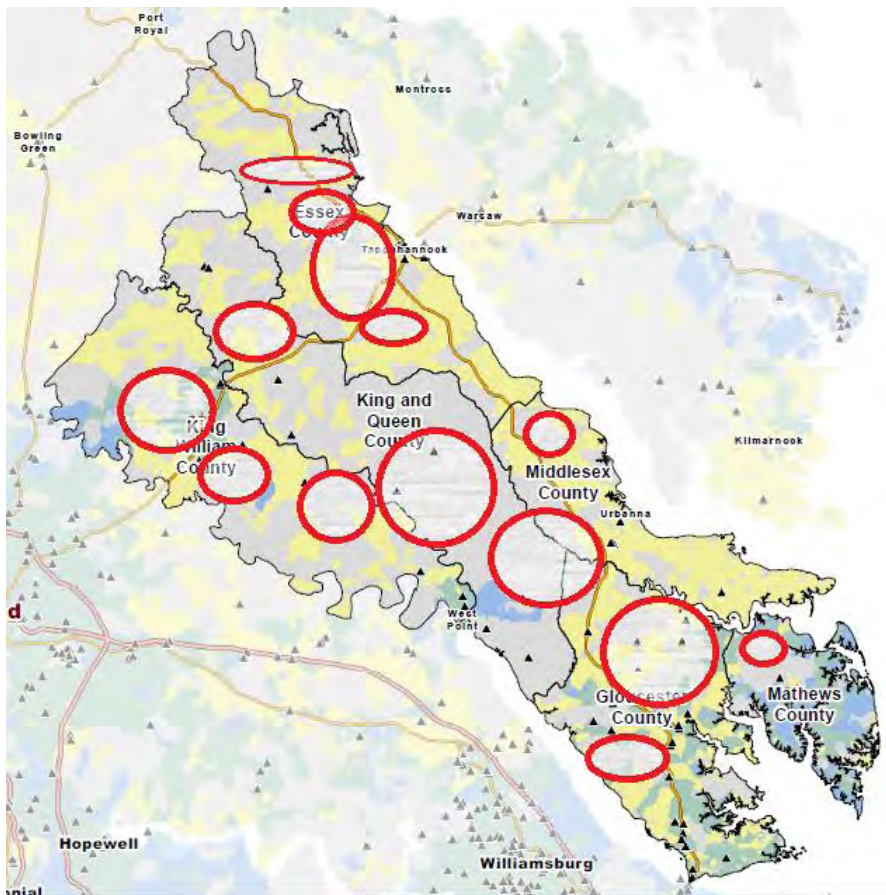 Port
Royal
Montross
Bowling
Green
Warsaw
Essex
County
Tappahannock
King and
Queen
County
King
William
County
Kilmarnock
Middlesex
County
Urbanna
West
Point
d
Gloucester
County
Mathews
County
Hopewell
Williamsburg
onial